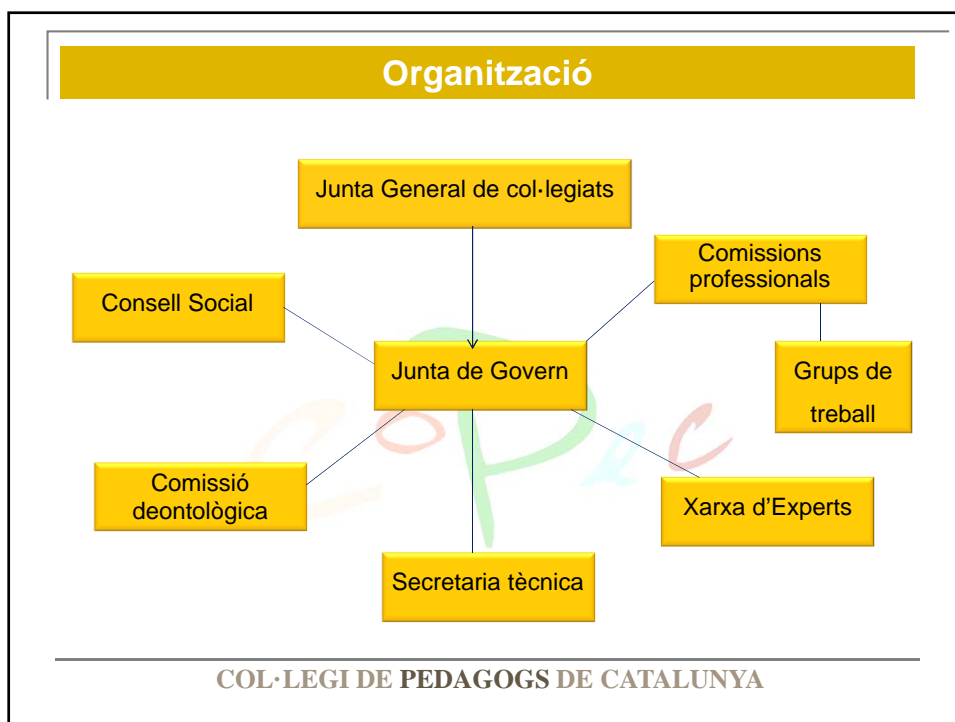 Organització
Junta General de col·legiats
Comissions
professionals
Consell Social
Junta de Govern
Grups de
treball
Comissió
deontològica
Xarxa d’Experts
Secretaria tècnica
coPec
COL·LEGI DE PEDAGOGS DE CATALUNYA